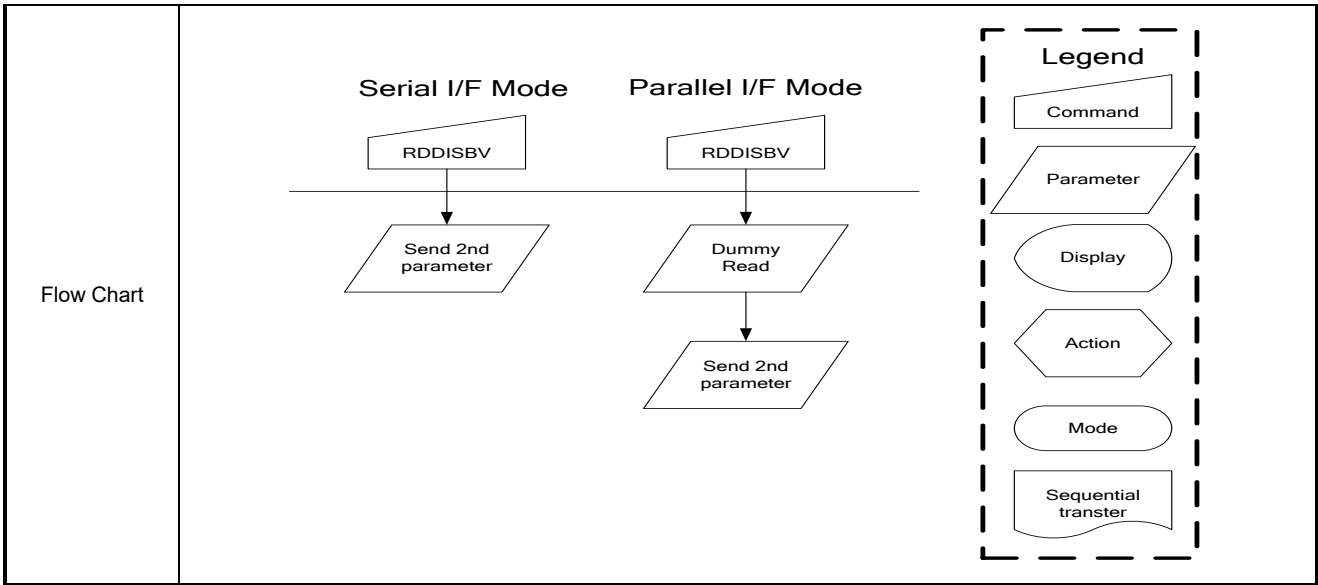 Flow Chart
Serial I/F Mode
RDDISBV
Send 2nd
parameter
Parallel I/F Mode
RDDISBV
Dummy
Read
Send 2nd
parameter
Legend
Command
Parameter
Display
Action
Mode
Sequential
transter